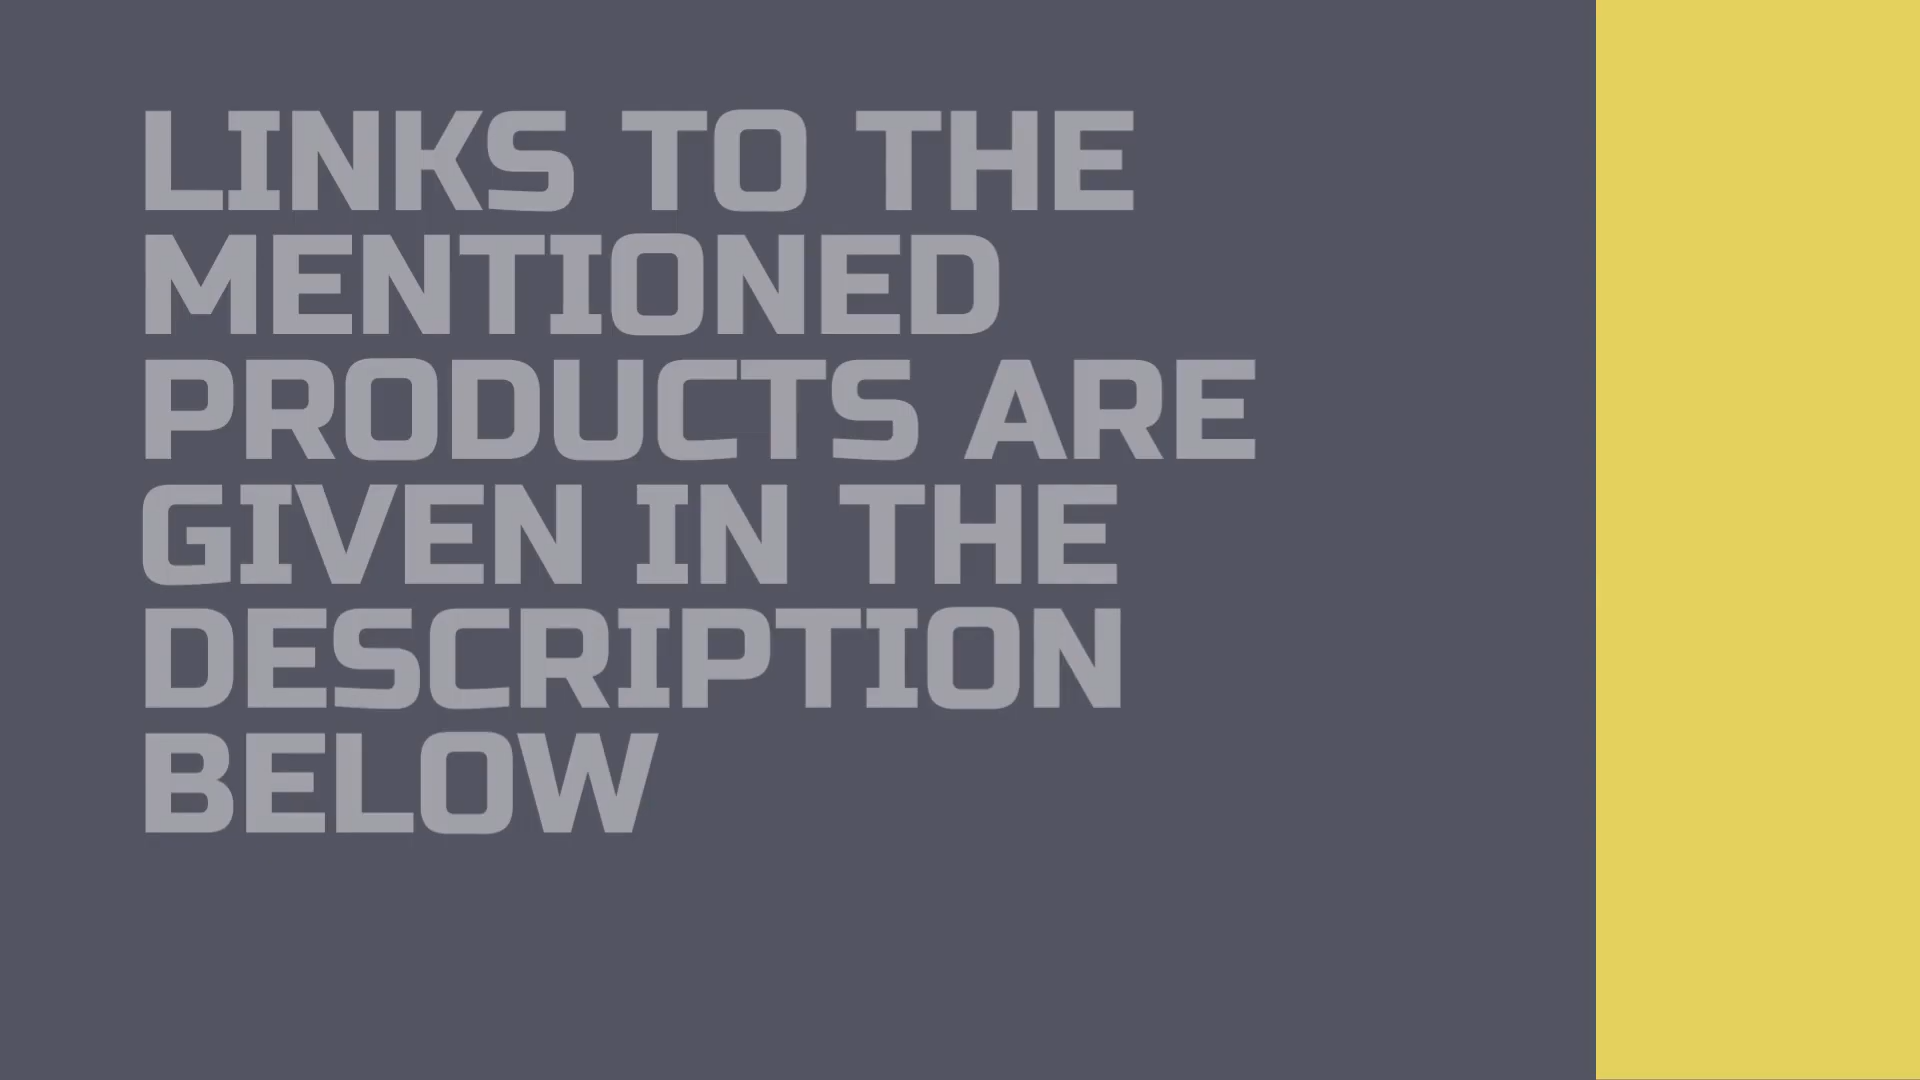 LINKS TO THE
MENTIONED
PRODUCTS ARE
GIVEN IN THE
DESCRIPTION
BELOW